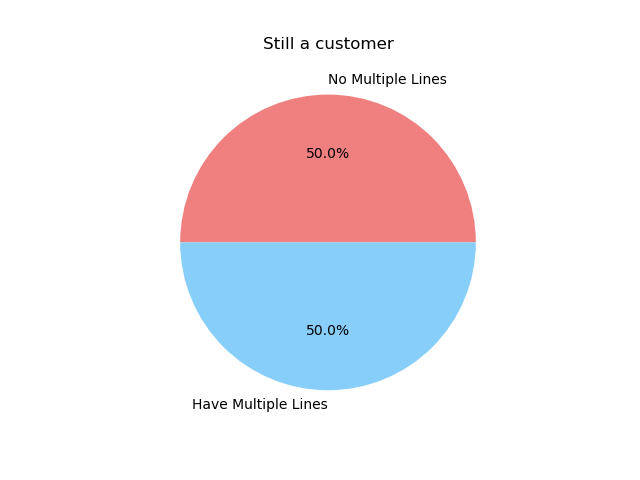 Still a customer
No Multiple Lines
50.0%
50.0%
Have Multiple Lines